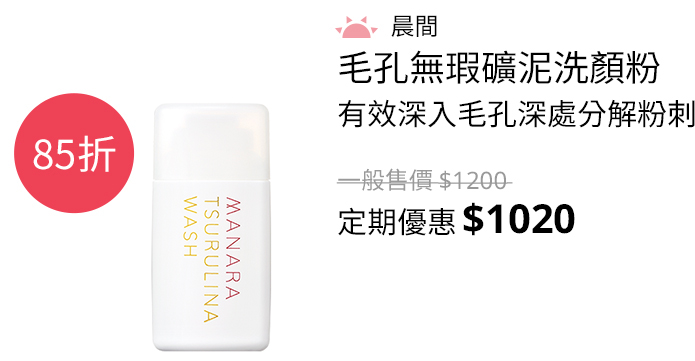 晨間
毛孔無瑕礦泥洗顏粉
有效深入毛孔深處分解粉刺
85折
一般售價 $1200
定期優惠 $1020
MANARA
TSURULINA
WASH